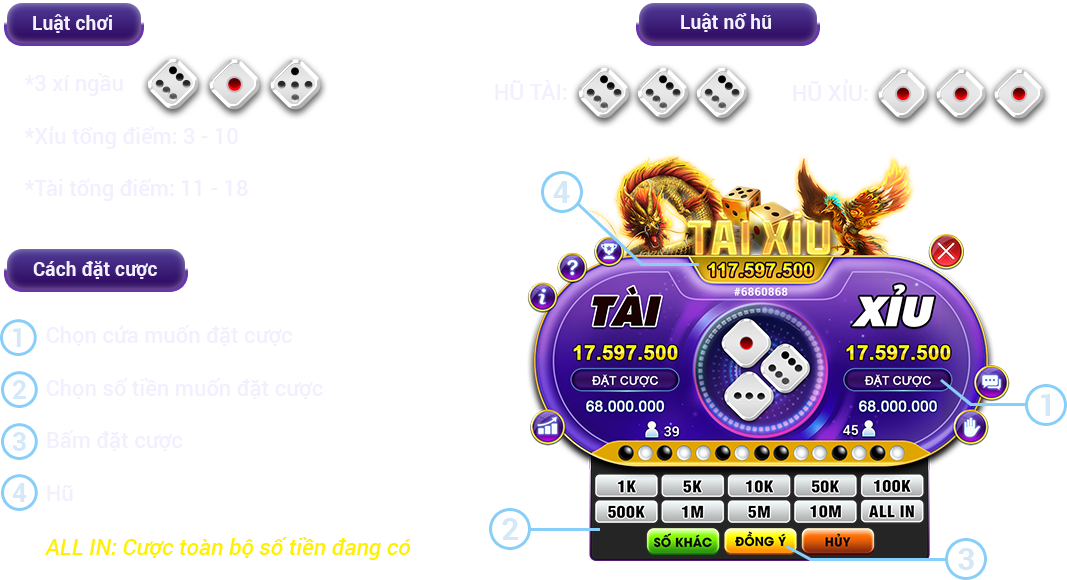 Luật chơi
*3 xí ngầu
*Xỉu tổng điểm: 3 - 10
*Tài tổng điểm: 11 - 18
Cách đặt cược
1 Chọn cửa muốn đặt cược
2 Chọn số tiền muốn đặt cược
3 Bấm đặt cược
4 Hũ
ALL IN: Cược toàn bộ số tiền đang có
Luật nổ hũ
HŨ TÀI: HŨ XỈU:
4
TAI XIU
117.597.500
#6860868
?
i
TÀI XỈU
17.597.500 17.597.500
ĐẶT CƯỢC ĐẶT CƯỢC
68.000.000 68.000.000
1
39 45
1K 5K 10K 50K 100K
500K 1M 5M 10M ALL IN
2
SỐ KHÁC ĐỒNG Ý HỦY
3